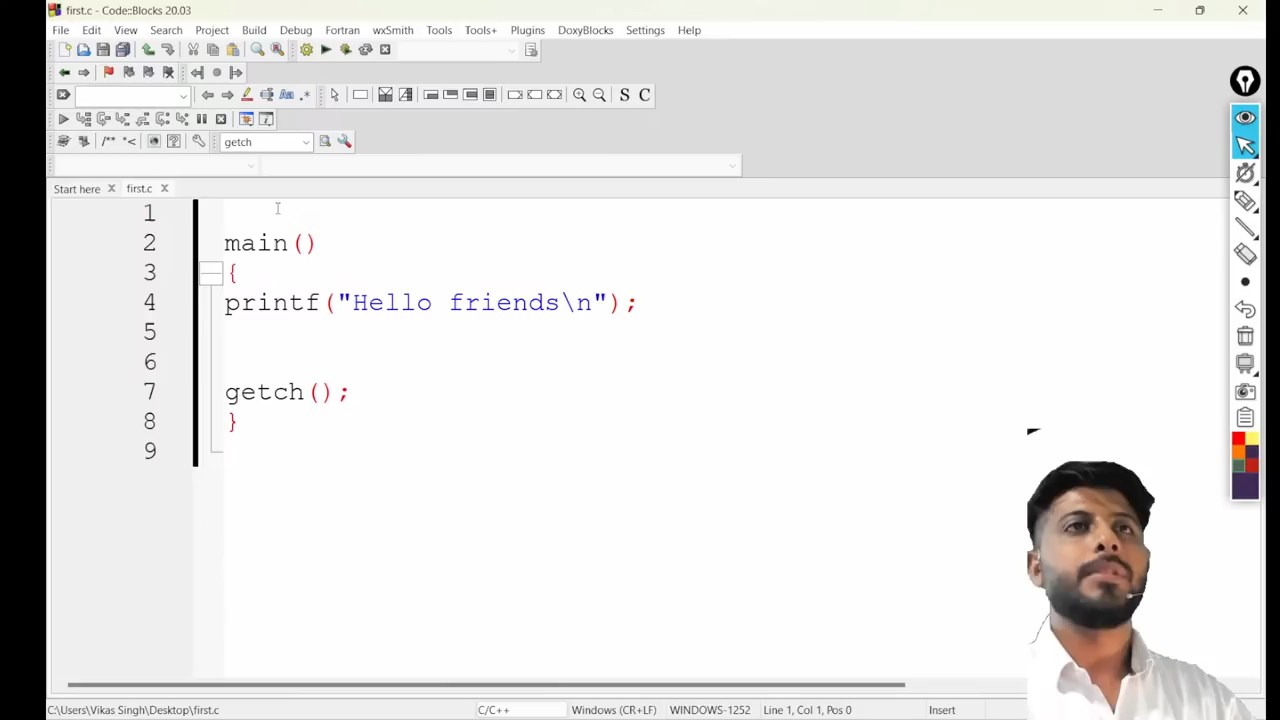 first.c - Code::Blocks 20.03
File Edit View Search Project Build Debug Fortran wxSmith Tools Tools+ Plugins DoxyBlocks Settings Help
S C
/** *< getch
Start here first.c
1
2 main()
3 {
4 printf("Hello friends\n");
5
6
7 getch();
8 }
9
C:\Users\Vikas Singh\Desktop\first.c C/C++ Windows (CR+LF) WINDOWS-1252 Line 1, Col 1, Pos 0 Insert